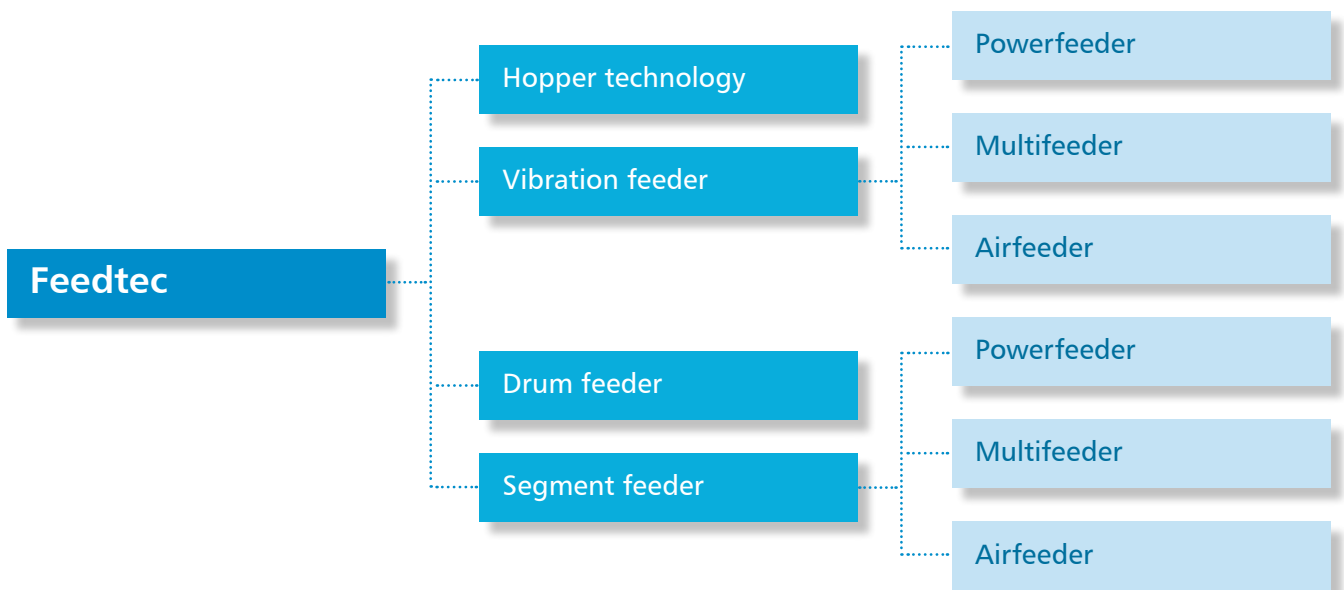 Feedtec
Hopper technology
Vibration feeder
Powerfeeder
Multifeeder
Airfeeder
Drum feeder
Segment feeder
Powerfeeder
Multifeeder
Airfeeder